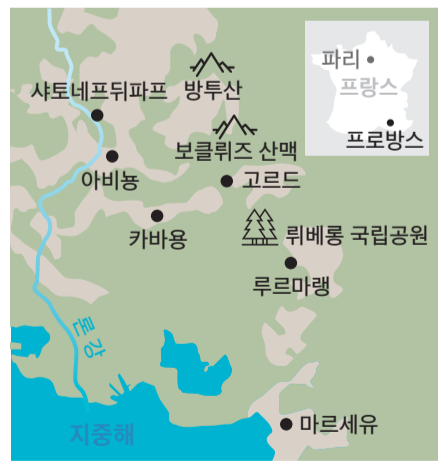 파리
프랑스
프로방스
방투산
샤토네프뒤파프
보클뤼즈 산맥
아비뇽
고르드
카바용
뤼베롱 국립공원
루르마랭
론강
지중해
마르세유